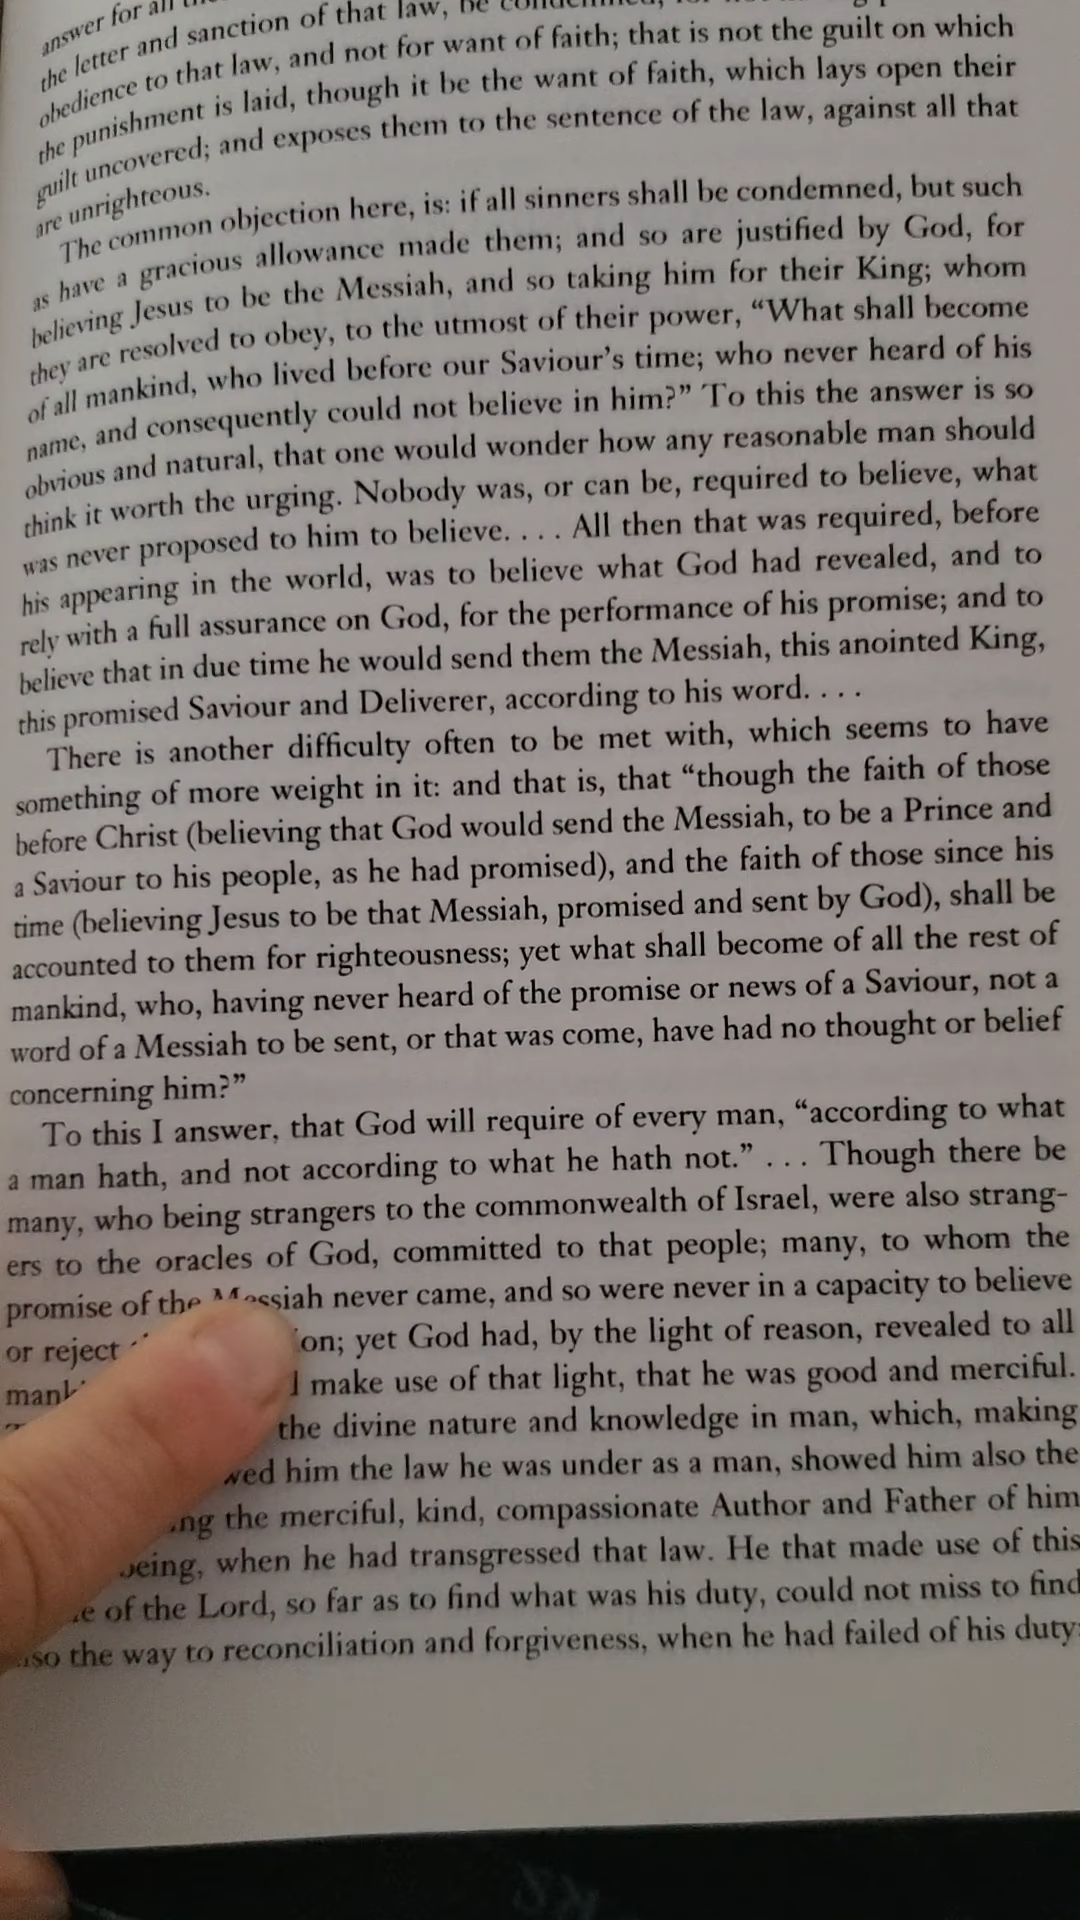 answer for all
the letter and sanction of that law, be
obedience to that law, and not for want of faith; that is not the guilt on which
the punishment is laid, though it be the want of faith, which lays open their
guilt uncovered; and exposes them to the sentence of the law, against all that
are unrighteous.
The common objection here, is: if all sinners shall be condemned, but such
as have a gracious allowance made them; and so are justified by God, for
believing Jesus to be the Messiah, and so taking him for their King; whom
they are resolved to obey, to the utmost of their power, “What shall become
of all mankind, who lived before our Saviour’s time; who never heard of his
name, and consequently could not believe in him?” To this the answer is so
obvious and natural, that one would wonder how any reasonable man should
think it worth the urging. Nobody was, or can be, required to believe, what
was never proposed to him to believe. . . . All then that was required, before
his appearing in the world, was to believe what God had revealed, and to
rely with a full assurance on God, for the performance of his promise; and to
believe that in due time he would send them the Messiah, this anointed King,
this promised Saviour and Deliverer, according to his word. . . .
There is another difficulty often to be met with, which seems to have
something of more weight in it: and that is, that “though the faith of those
before Christ (believing that God would send the Messiah, to be a Prince and
a Saviour to his people, as he had promised), and the faith of those since his
time (believing Jesus to be that Messiah, promised and sent by God), shall be
accounted to them for righteousness; yet what shall become of all the rest of
mankind, who, having never heard of the promise or news of a Saviour, not a
word of a Messiah to be sent, or that was come, have had no thought or belief
concerning him?”
To this I answer, that God will require of every man, “according to what
a man hath, and not according to what he hath not.” . . . Though there be
many, who being strangers to the commonwealth of Israel, were also strang-
ers to the oracles of God, committed to that people; many, to whom the
promise of the Messiah never came, and so were never in a capacity to believe
or reject yet God had, by the light of reason, revealed to all
make use of that light, that he was good and merciful.
the divine nature and knowledge in man, which, making
him the law he was under as a man, showed him also the
the merciful, kind, compassionate Author and Father of him
being, when he had transgressed that law. He that made use of this
of the Lord, so far as to find what was his duty, could not miss to find
the way to reconciliation and forgiveness, when he had failed of his duty: